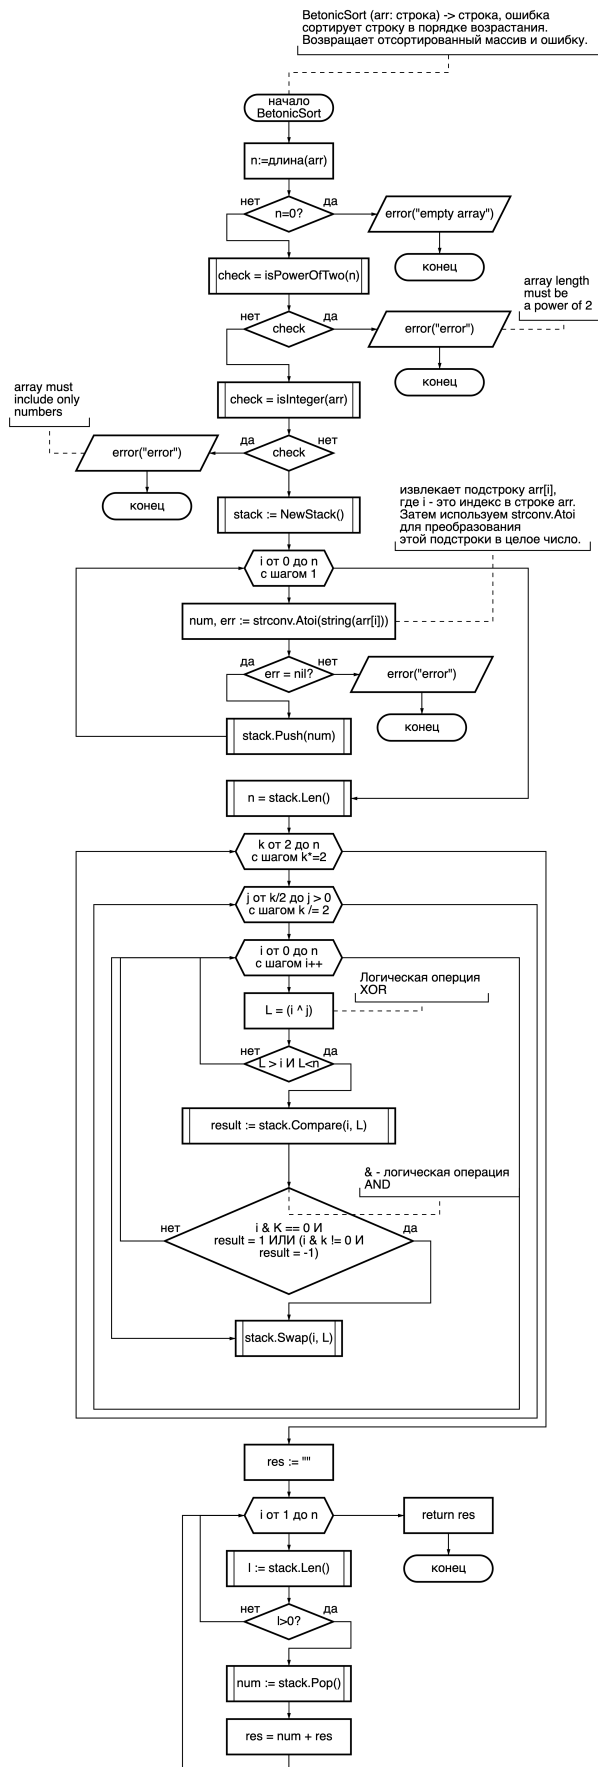 BetonicSort (arr: строка) -> строка, ошибка
сортирует строку в порядке возрастания.
Возвращает отсортированный массив и ошибку.
начало
BetonicSort
n:=длина(arr)
нет
да
n=0?
error("empty array")
конец
check = isPowerOfTwo(n)
array length
must be
a power of 2
нет
да
check
error("error")
конец
check = isInteger(arr)
array must
include only
numbers
да
нет
check
error("error")
конец
stack := NewStack()
извлекает подстроку arr[i],
где i - это индекс в строке arr.
Затем используем strconv.Atoi
для преобразования
этой подстроки в целое число.
i от 0 до n
с шагом 1
num, err := strconv.Atoi(string(arr[i]))
да
нет
err = nil?
error("error")
конец
stack.Push(num)
n = stack.Len()
k от 2 до n
с шагом k*=2
j от k/2 до j > 0
с шагом k /= 2
i от 0 до n
с шагом i++
Логическая оперция
XOR
L = (i ^ j)
нет
да
L > i И L<n
result := stack.Compare(i, L)
& - логическая операция
AND
нет
да
i & K == 0 И
result = 1 ИЛИ (i & k != 0 И
result = -1)
stack.Swap(i, L)
res := ""
i от 1 до n
return res
конец
l := stack.Len()
нет
да
l>0?
num := stack.Pop()
res = num + res